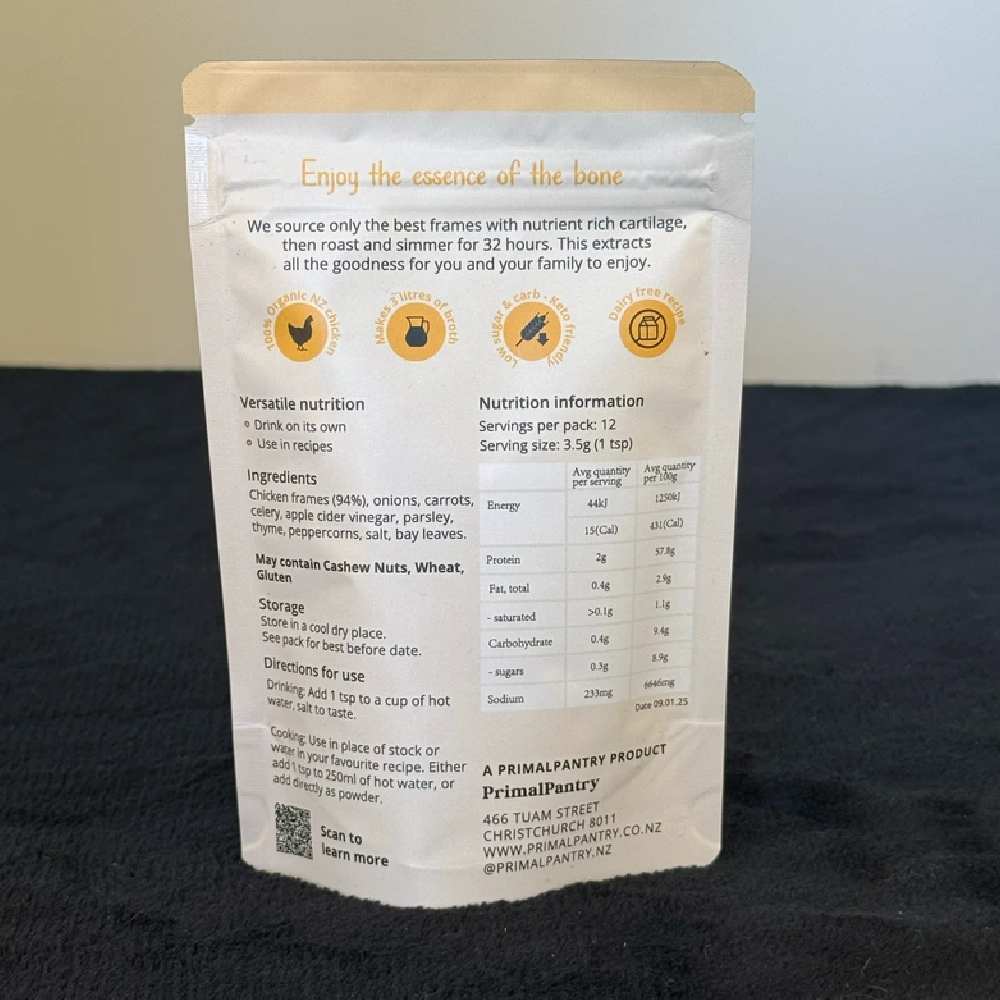 Enjoy the essence of the bone
We source only the best frames with nutrient rich cartilage,
then roast and simmer for 32 hours. This extracts
all the goodness for you and your family to enjoy.
100% Organic NZ chicken
Makes 3 litres of broth
Low sugar & carb - Keto friendly
Dairy free recipe
Versatile nutrition
Drink on its own
Use in recipes
Ingredients
Chicken frames (94%), onions, carrots,
celery, apple cider vinegar, parsley,
thyme, peppercorns, salt, bay leaves.
May contain Cashew Nuts, Wheat,
Gluten
Storage
Store in a cool dry place.
See pack for best before date.
Directions for use
Drinking: Add 1 tsp to a cup of hot
water, salt to taste.
Cooking: Use in place of stock or
water in your favourite recipe. Either
add 1 tsp to 250ml of hot water, or
add directly as powder.
Scan to
learn more
Nutrition information
Servings per pack: 12
Serving size: 3.5g (1 tsp)
Avg quantity per serving Avg quantity per 100g
Energy 44kJ 1250kJ
15(Cal) 431(Cal)
Protein 2g 57.8g
Fat, total 0.4g 2.9g
- saturated >0.1g 1.1g
Carbohydrate 0.4g 9.4g
- sugars 0.3g 8.9g
Sodium 233mg 6646mg
Date 09.01.25
A PRIMALPANTRY PRODUCT
PrimalPantry
466 TUAM STREET
CHRISTCHURCH 8011
WWW.PRIMALPANTRY.CO.NZ
@PRIMALPANTRY.NZ